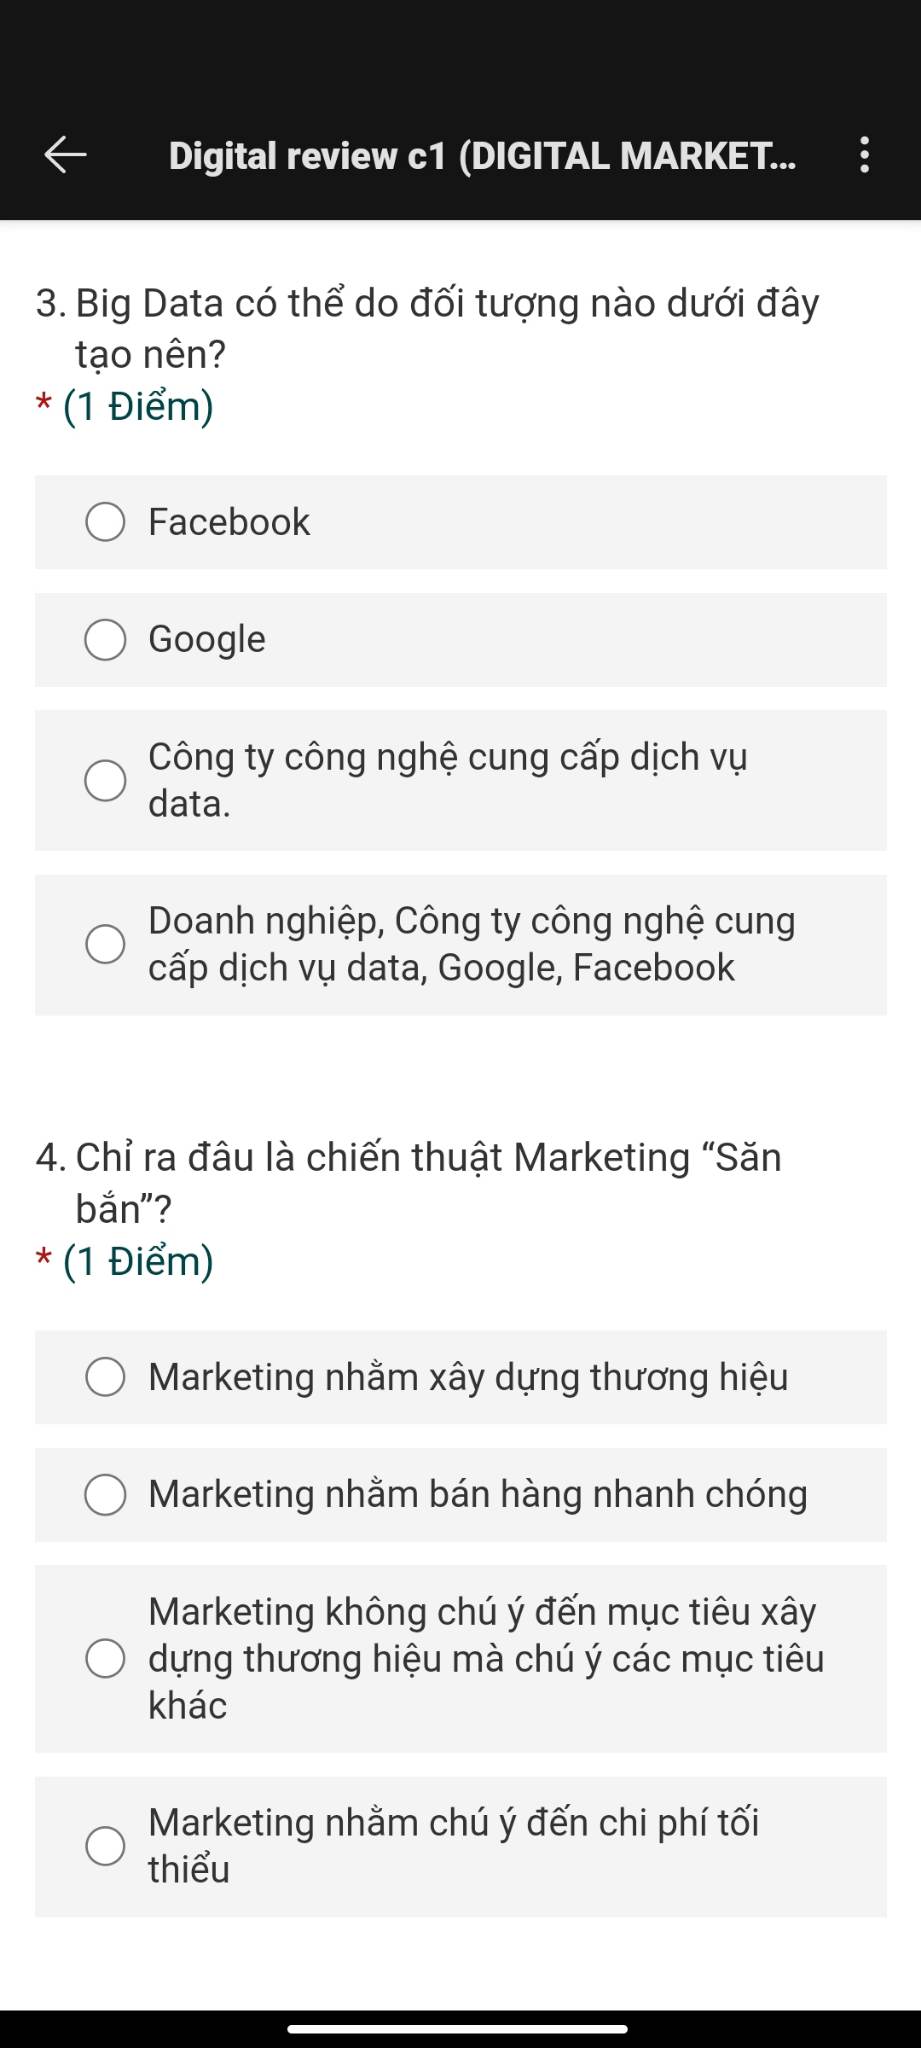 Digital review c1 (DIGITAL MARKET...
3. Big Data có thể do đối tượng nào dưới đây
tạo nên?
* (1 Điểm)
Facebook
Google
Công ty công nghệ cung cấp dịch vụ
data.
Doanh nghiệp, Công ty công nghệ cung
cấp dịch vụ data, Google, Facebook
4. Chỉ ra đâu là chiến thuật Marketing “Săn
bắn”?
* (1 Điểm)
Marketing nhằm xây dựng thương hiệu
Marketing nhằm bán hàng nhanh chóng
Marketing không chú ý đến mục tiêu xây
dựng thương hiệu mà chú ý các mục tiêu
khác
Marketing nhằm chú ý đến chi phí tối
thiểu